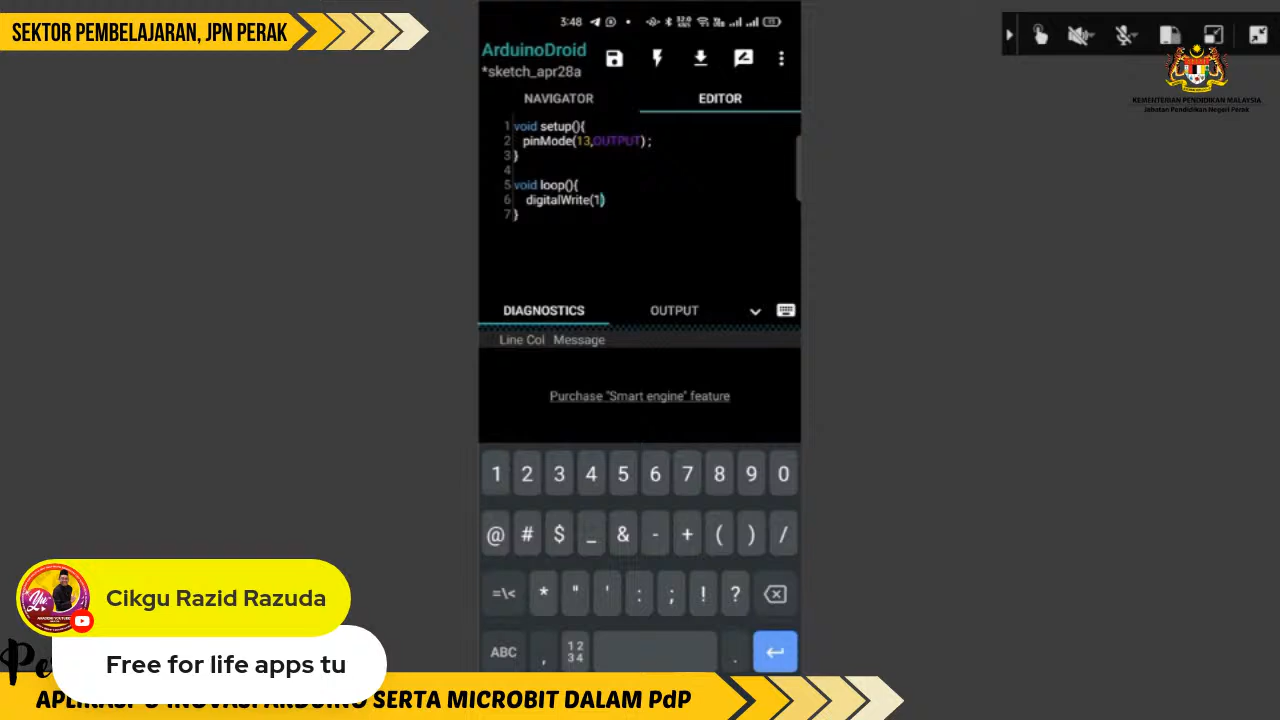 SEKTOR PEMBELAJARAN, JPN PERAK
3:48
ArduinoDroid
*sketch_apr28a
NAVIGATOR
EDITOR
1 void setup(){
2 pinMode(13,OUTPUT) ;
3 }
4
5 void loop(){
6 digitalWrite(1)
7 }
DIAGNOSTICS
OUTPUT
Line Col Message
Purchase "Smart engine" feature
1 2 3 4 5 6 7 8 9 0
@ # $ _ & - + ( ) /
=\< * " ' : ; ! ?
ABC , 12 34 .
KEMENTERIAN PENDIDIKAN MALAYSIA
Jabatan Pendidikan Negeri Perak
Cikgu Razid Razuda
Free for life apps tu
INOVASI ARDUINO SERTA MICROBIT DALAM PdP